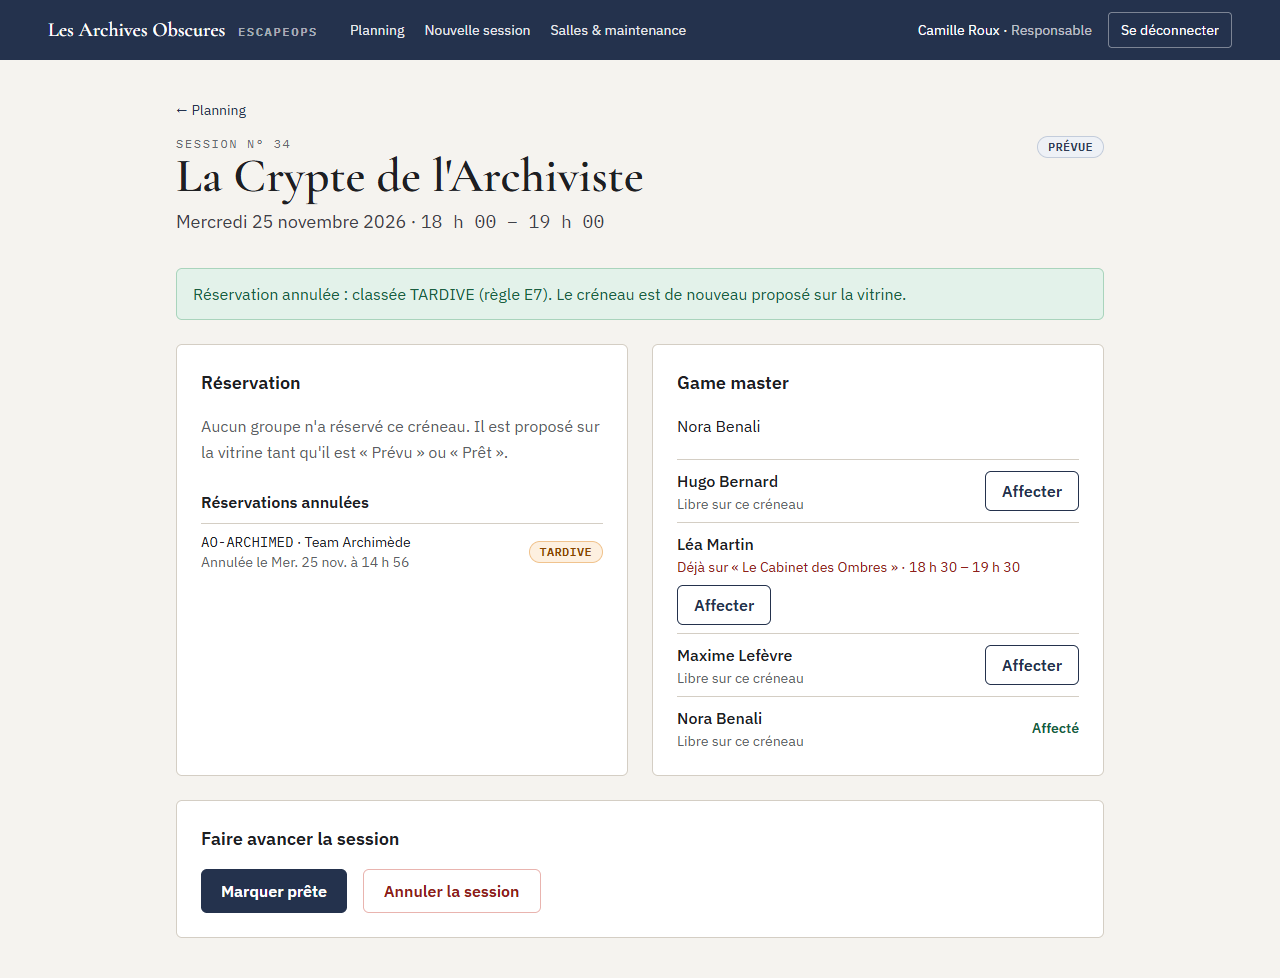 Les Archives Obscures ESCAPEOPS Planning Nouvelle session Salles & maintenance Camille Roux · Responsable Se déconnecter
← Planning
SESSION N° 34
PRÉVUE
La Crypte de l'Archiviste
Mercredi 25 novembre 2026 · 18 h 00 – 19 h 00
Réservation annulée : classée TARDIVE (règle E7). Le créneau est de nouveau proposé sur la vitrine.
Réservation
Aucun groupe n'a réservé ce créneau. Il est proposé sur
la vitrine tant qu'il est « Prévu » ou « Prêt ».
Réservations annulées
AO-ARCHIMED · Team Archimède
Annulée le Mer. 25 nov. à 14 h 56
TARDIVE
Game master
Nora Benali
Hugo Bernard
Libre sur ce créneau
Affecter
Léa Martin
Déjà sur « Le Cabinet des Ombres » · 18 h 30 – 19 h 30
Affecter
Maxime Lefèvre
Libre sur ce créneau
Affecter
Nora Benali
Libre sur ce créneau
Affecté
Faire avancer la session
Marquer prête Annuler la session